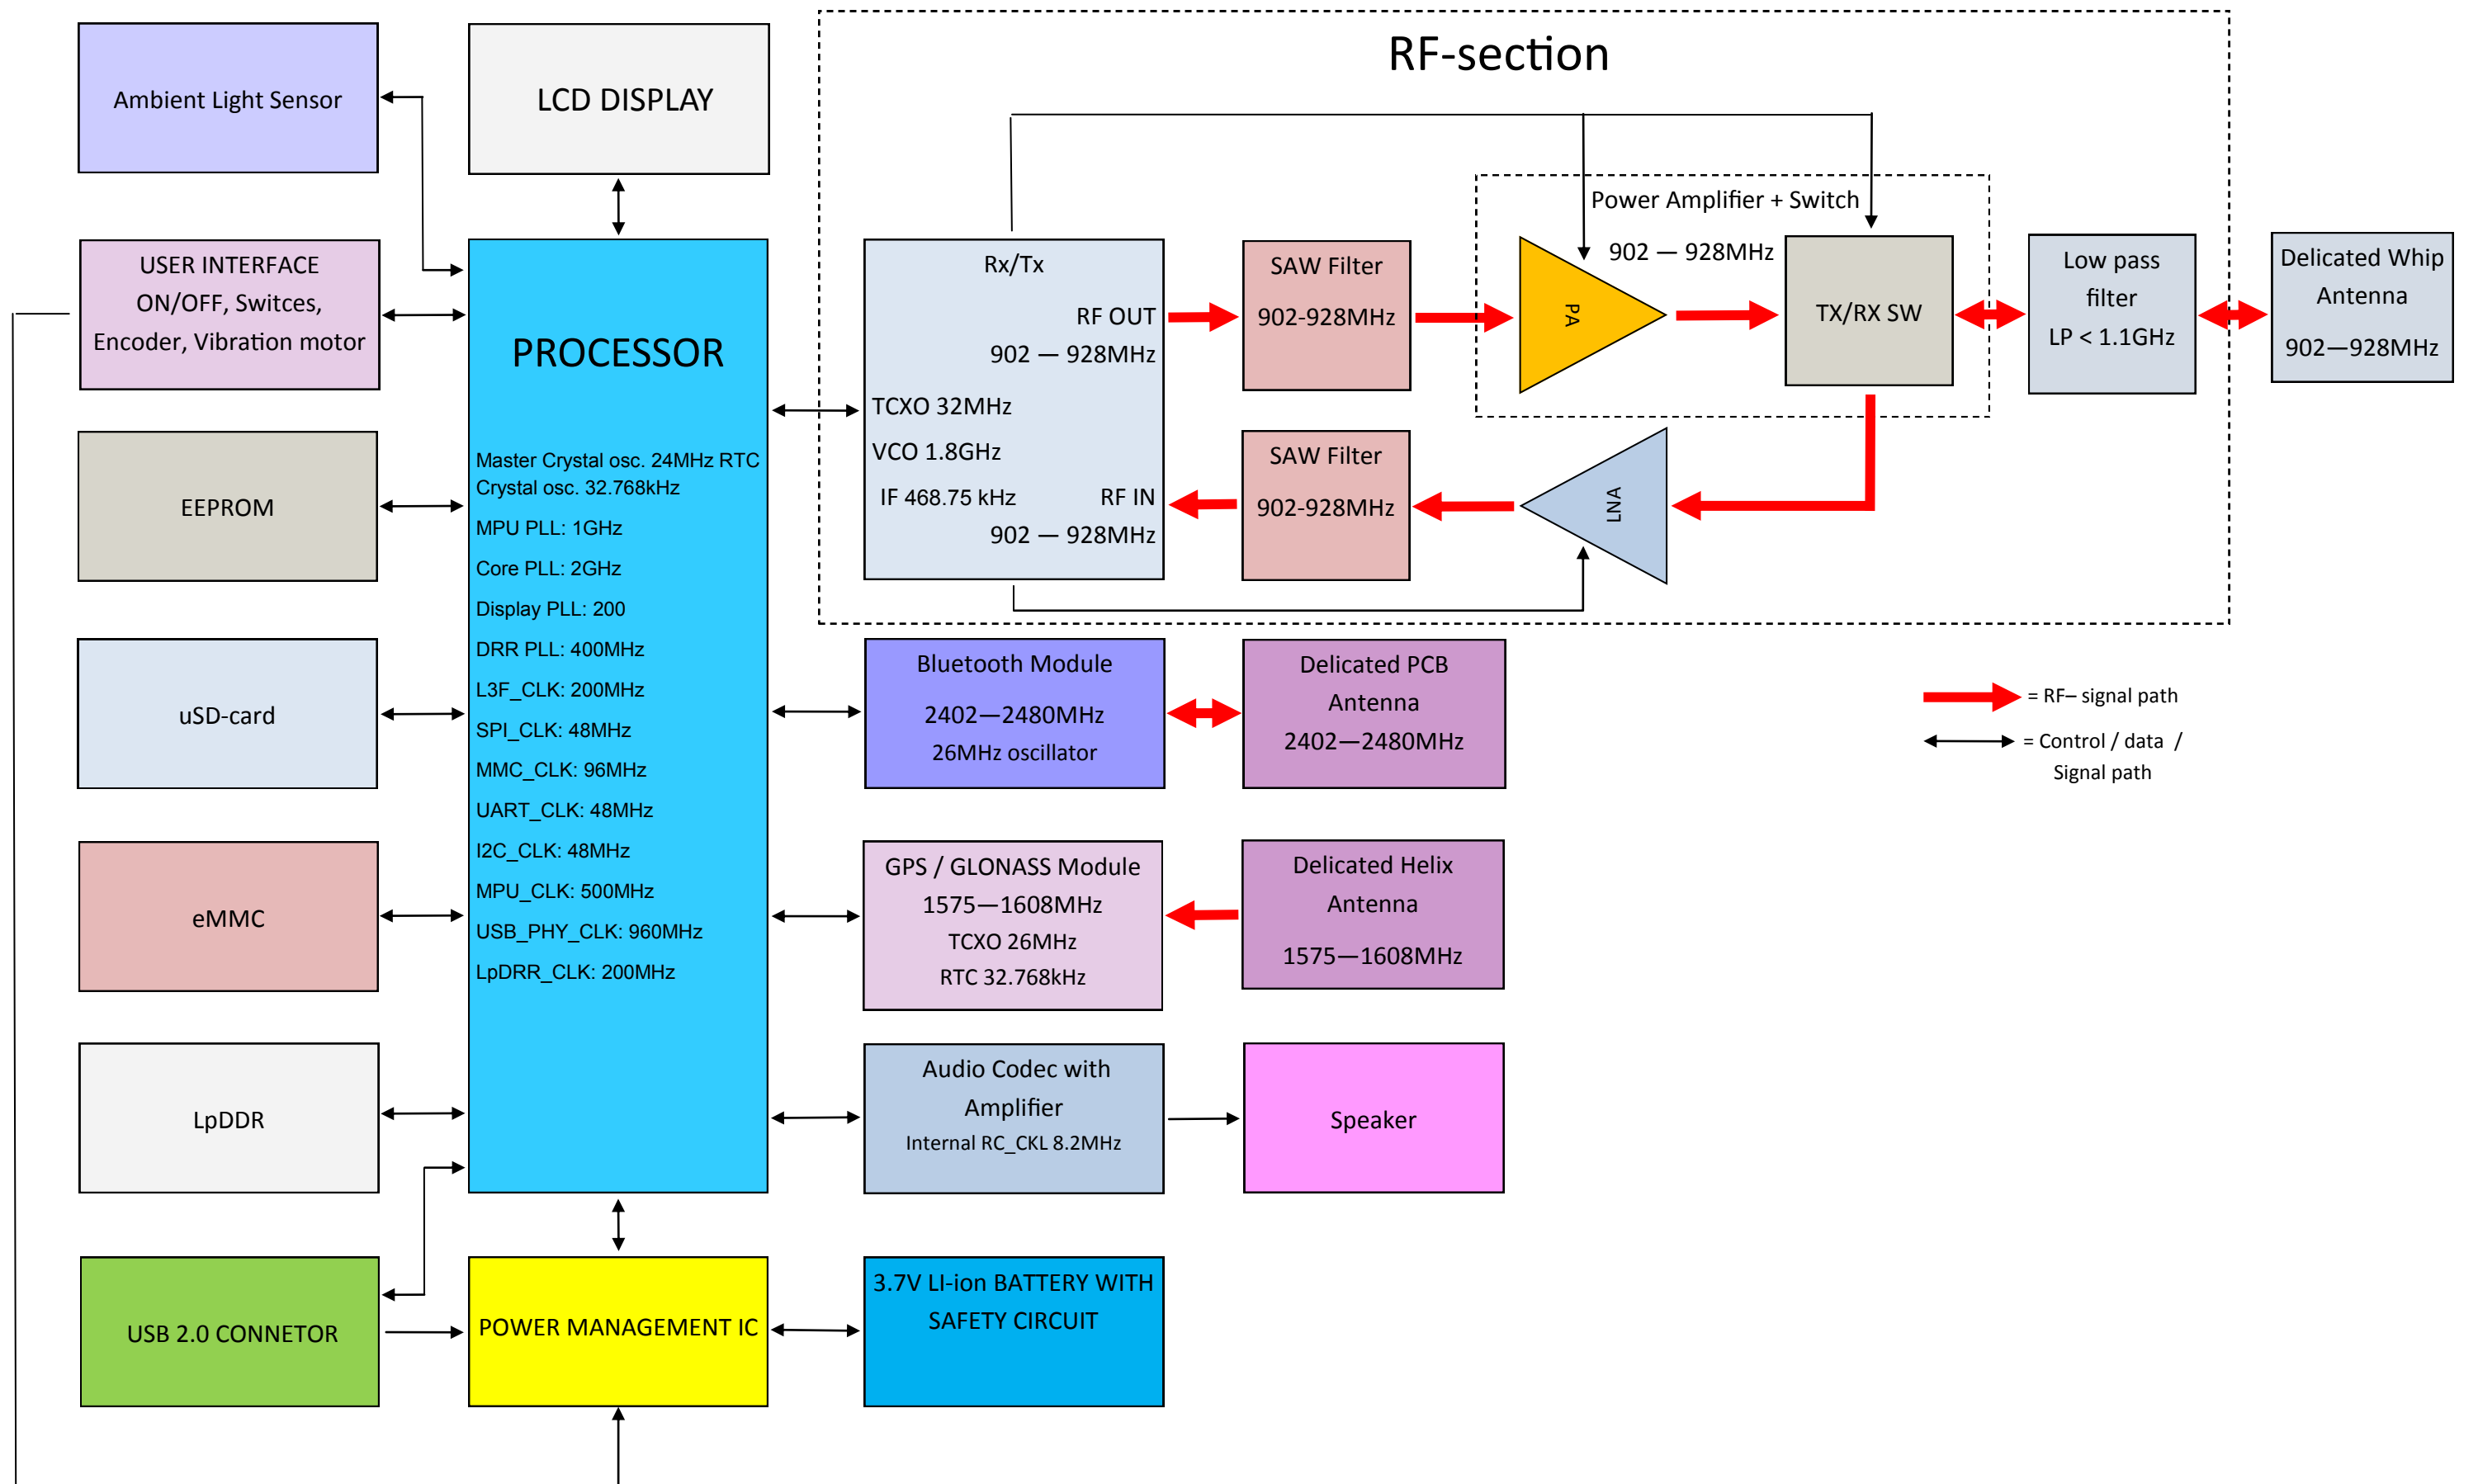 RF-section
Ambient Light Sensor
LCD DISPLAY
Power Amplifier + Switch
902 — 928MHz
USER INTERFACE
ON/OFF, Switces,
Encoder, Vibration motor
PROCESSOR
Master Crystal osc. 24MHz RTC
Crystal osc. 32.768kHz
MPU PLL: 1GHz
Core PLL: 2GHz
Display PLL: 200
DRR PLL: 400MHz
L3F_CLK: 200MHz
SPI_CLK: 48MHz
MMC_CLK: 96MHz
UART_CLK: 48MHz
I2C_CLK: 48MHz
MPU_CLK: 500MHz
USB_PHY_CLK: 960MHz
LpDRR_CLK: 200MHz
Rx/Tx
RF OUT
902 — 928MHz
TCXO 32MHz
VCO 1.8GHz
IF 468.75 kHz RF IN
902 — 928MHz
SAW Filter
902-928MHz
PA
TX/RX SW
Low pass
filter
LP < 1.1GHz
Delicated Whip
Antenna
902—928MHz
SAW Filter
902-928MHz
LNA
EEPROM
uSD-card
Bluetooth Module
2402—2480MHz
26MHz oscillator
Delicated PCB
Antenna
2402—2480MHz
= RF– signal path
= Control / data /
Signal path
eMMC
GPS / GLONASS Module
1575—1608MHz
TCXO 26MHz
RTC 32.768kHz
Delicated Helix
Antenna
1575—1608MHz
LpDDR
Audio Codec with
Amplifier
Internal RC_CKL 8.2MHz
Speaker
USB 2.0 CONNETOR
POWER MANAGEMENT IC
3.7V LI-ion BATTERY WITH
SAFETY CIRCUIT